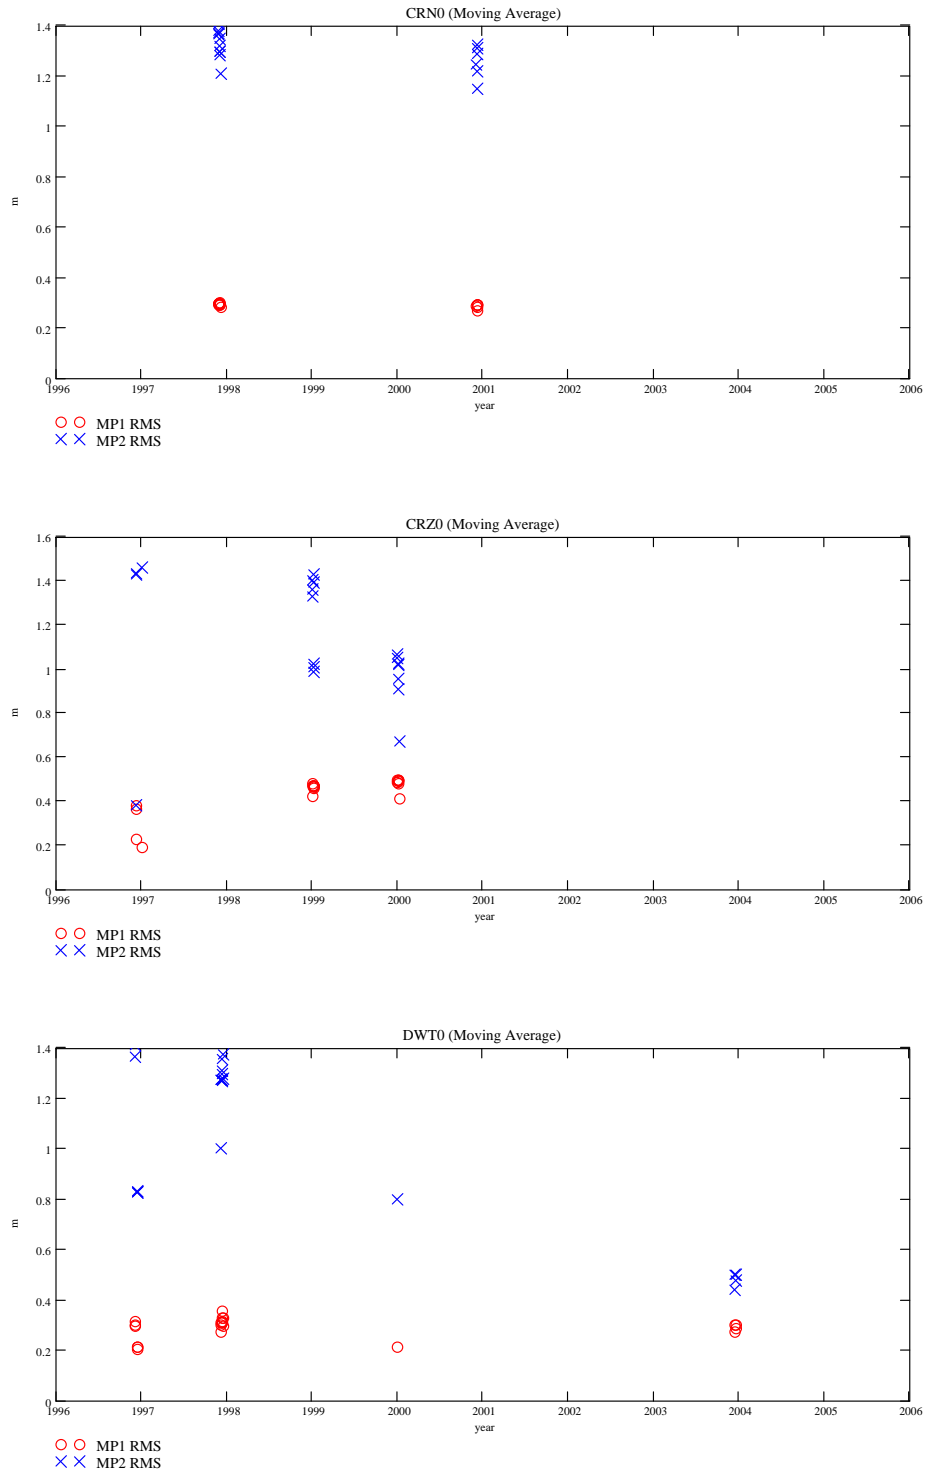 CRN0 (Moving Average)
1.4
1.2
1
0.8
m
0.6
0.4
0.2
0
1996 1997 1998 1999 2000 2001 2002 2003 2004 2005 2006
year
MP1 RMS
MP2 RMS
CRZ0 (Moving Average)
1.6
1.4
1.2
1
0.8
m
0.6
0.4
0.2
0
1996 1997 1998 1999 2000 2001 2002 2003 2004 2005 2006
year
MP1 RMS
MP2 RMS
DWT0 (Moving Average)
1.4
1.2
1
0.8
m
0.6
0.4
0.2
0
1996 1997 1998 1999 2000 2001 2002 2003 2004 2005 2006
year
MP1 RMS
MP2 RMS